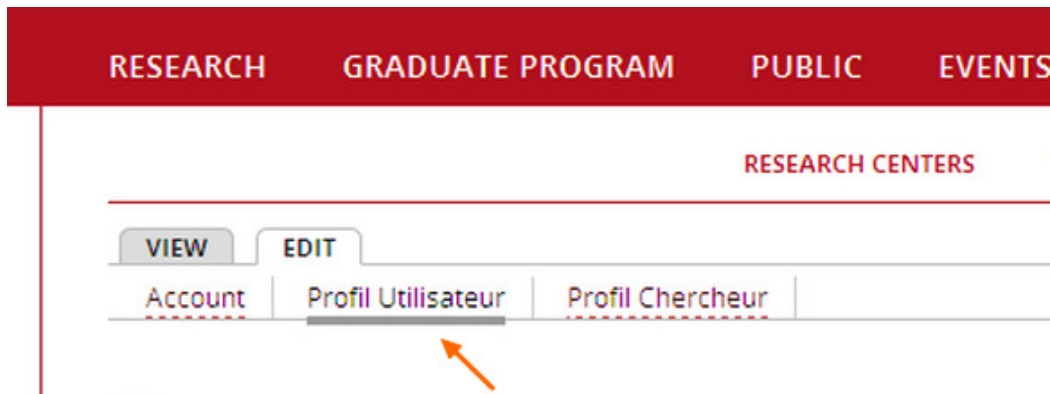 RESEARCH GRADUATE PROGRAM PUBLIC EVENTS
RESEARCH CENTERS
VIEW EDIT
Account Profil Utilisateur Profil Chercheur